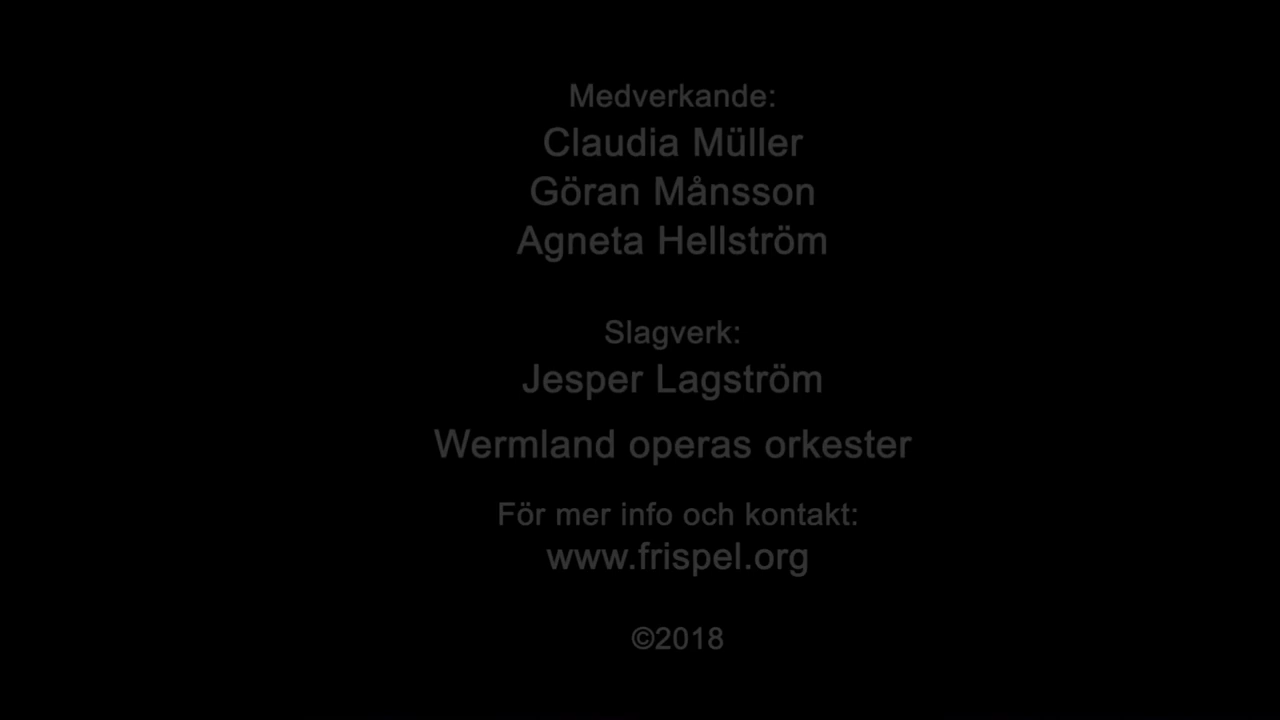 Medverkande:
Claudia Müller
Göran Månsson
Agneta Hellström
Slagverk:
Jesper Lagström
Wermland operas orkester
För mer info och kontakt:
www.frispel.org
©2018